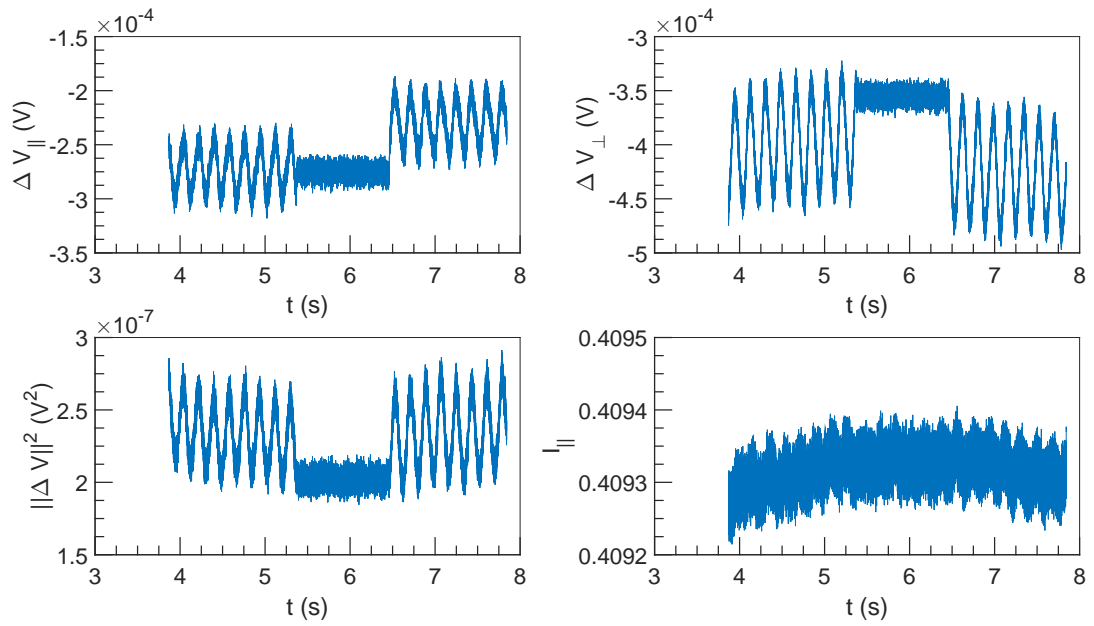 ×10⁻⁴
-1.5
-2
-2.5
-3
-3.5
Δ V∥ (V)
3 4 5 6 7 8
t (s)
×10⁻⁴
-3
-3.5
-4
-4.5
-5
Δ V⊥ (V)
3 4 5 6 7 8
t (s)
×10⁻⁷
3
2.5
2
1.5
||Δ V||² (V²)
3 4 5 6 7 8
t (s)
0.4095
0.4094
0.4093
0.4092
I∥
3 4 5 6 7 8
t (s)